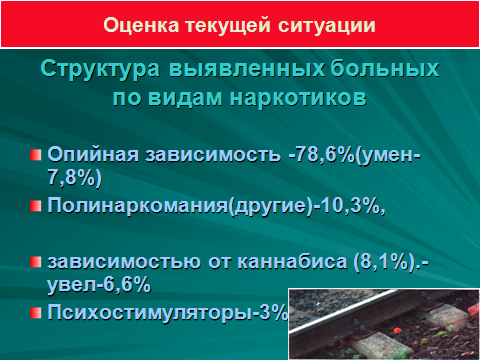 Оценка текущей ситуации
Структура выявленных больных
по видам наркотиков
Опийная зависимость -78,6%(умен-
7,8%)
Полинаркомания(другие)-10,3%,
зависимостью от каннабиса (8,1%).-
увел-6,6%
Психостимуляторы-3%